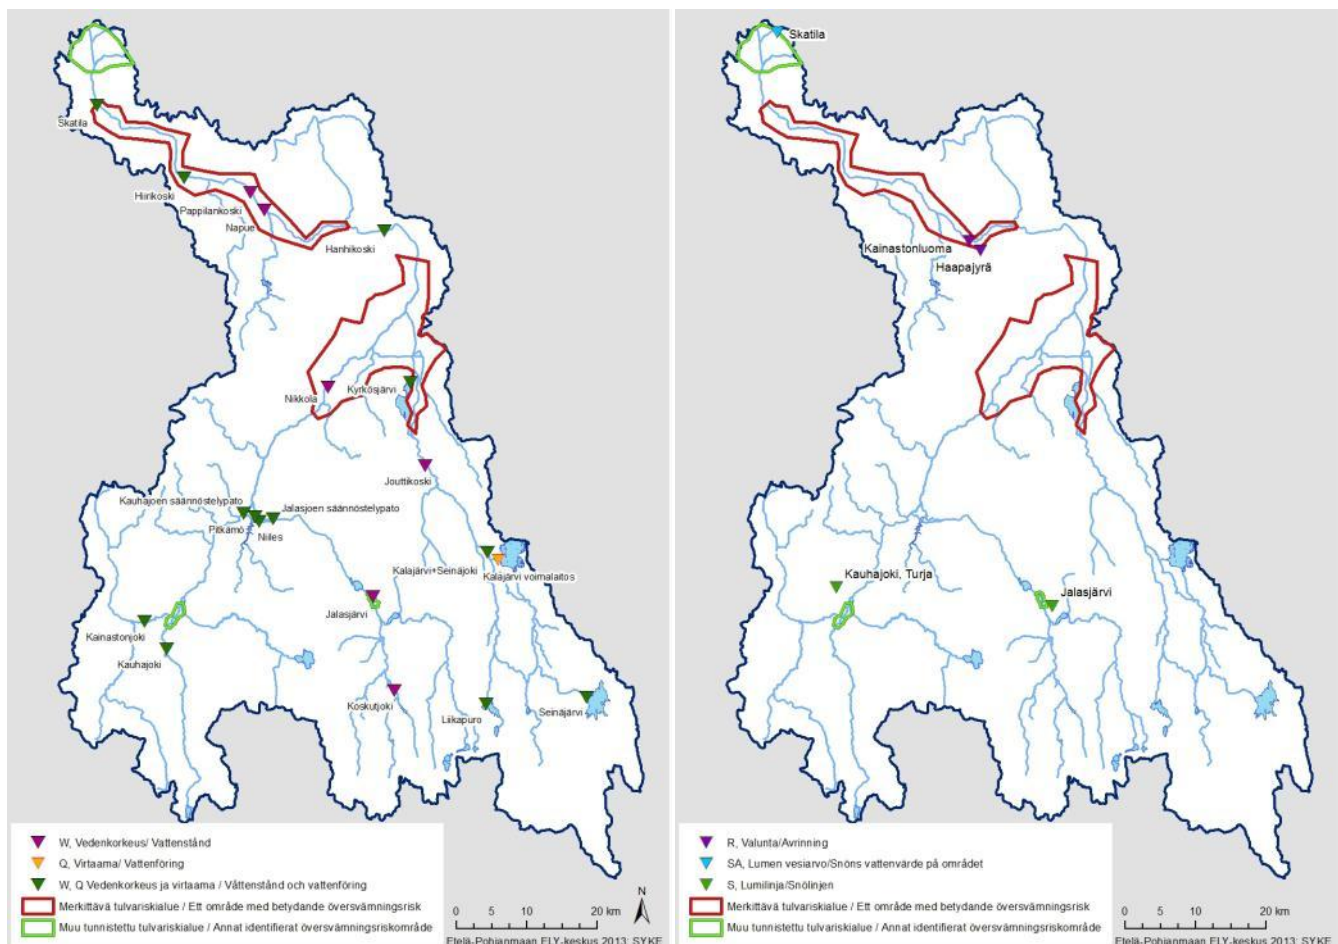 Skatila
Hiirikoski
Pappilankoski
Napue
Hanhikoski
Nikkola
Kyrkösjärvi
Jouttikoski
Kauhajoen säännöstelypato
Jalasjoen säännöstelypato
Pitkämö
Niiles
Kalajärvi+Seinäjoki
Kalajärvi voimalaitos
Jalasjärvi
Kainastonjoki
Kauhajoki
Koskutjoki
Liikapuro
Seinäjärvi
W, Vedenkorkeus/ Vattenstånd
Q, Virtaama/ Vattenföring
W, Q Vedenkorkeus ja virtaama / Våttenstånd och vattenföring
Merkittävä tulvariskialue / Ett område med betydande översvämningsrisk
Muu tunnistettu tulvariskialue / Annat identifierat översvämningsriskområde
N
0 5 10 20 km
Etelä-Pohjanmaan ELY-keskus 2013; SYKE
Skatila
Kainastonluoma
Haapajyrä
Kauhajoki, Turja
Jalasjärvi
R, Valunta/Avrinning
SA, Lumen vesiarvo/Snöns vattenvärde på området
S, Lumilinja/Snölinjen
Merkittävä tulvariskialue / Ett område med betydande översvämningsrisk
Muu tunnistettu tulvariskialue / Annat identifierat översvämningsriskområde
0 5 10 20 km
Etelä-Pohjanmaan ELY-keskus 2013; SYKE